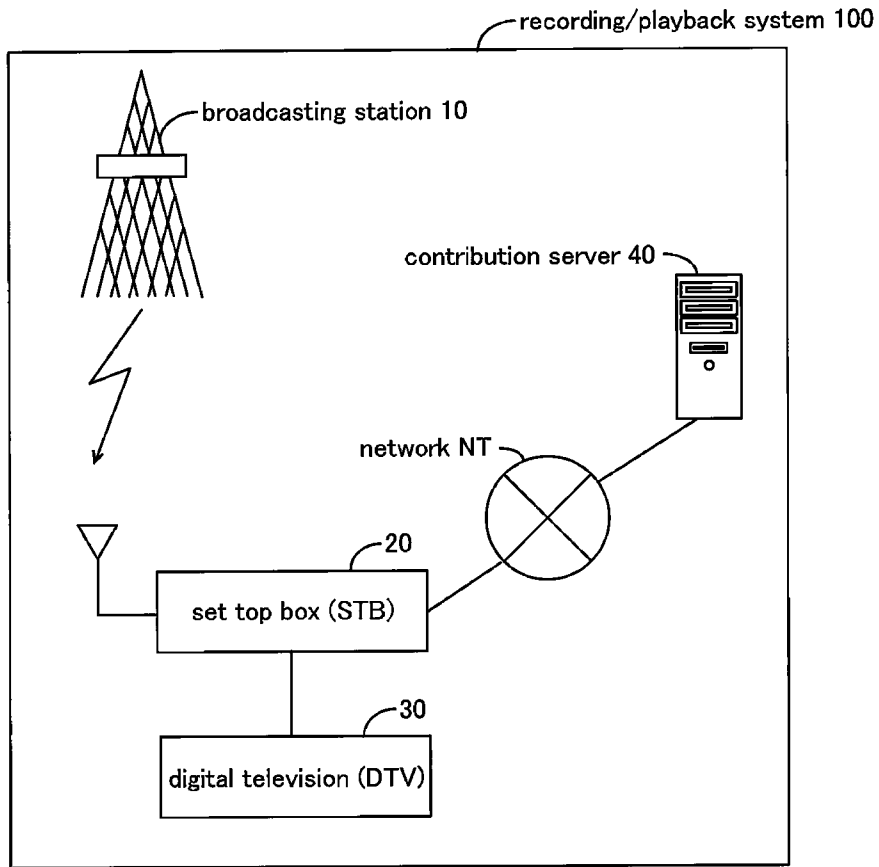 recording/playback system 100
broadcasting station 10
contribution server 40
network NT
20
set top box (STB)
30
digital television (DTV)